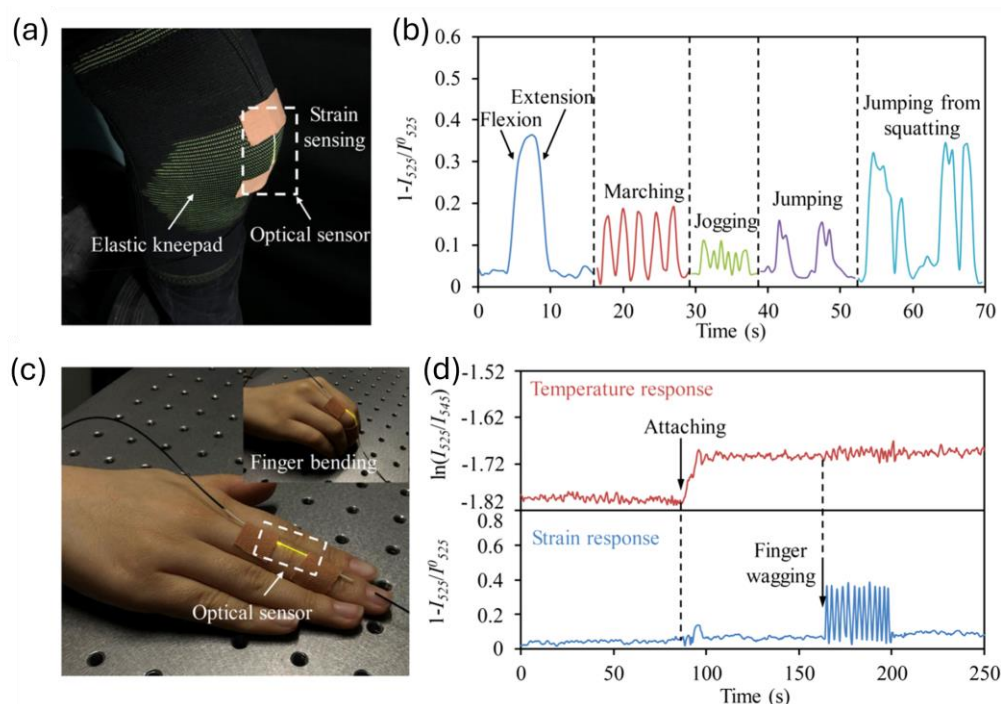 (a)
Strain
sensing
Elastic kneepad
Optical sensor
(b)
1-I₅₂₅/I⁰₅₂₅
0.6
0.5
0.4
0.3
0.2
0.1
0
Flexion
Extension
Marching
Jogging
Jumping
Jumping from
squatting
0 10 20 30 40 50 60 70
Time (s)
(c)
Finger bending
Optical sensor
(d)
ln(I₅₂₅/I₅₄₅)
-1.52
-1.62
-1.72
-1.82
Temperature response
Attaching
1-I₅₂₅/I⁰₅₂₅
0.8
0.6
0.4
0.2
0
Strain response
Finger
wagging
0 50 100 150 200 250
Time (s)